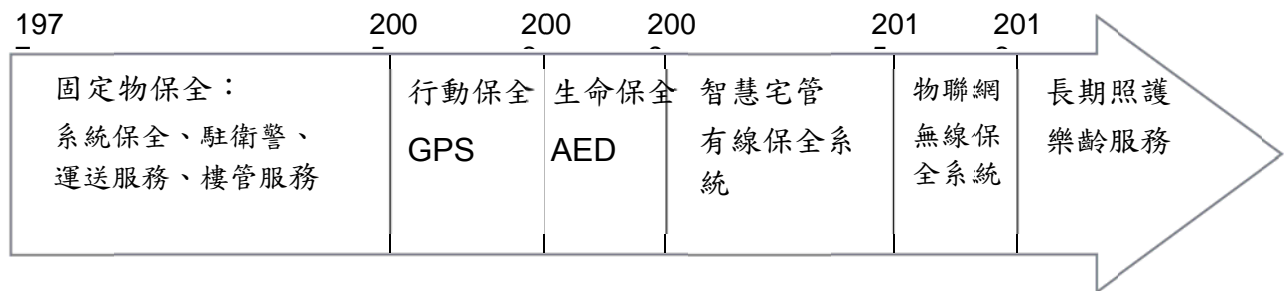 197
200
200
200
201
201
固定物保全：
系統保全、駐衛警、
運送服務、樓管服務
行動保全
GPS
生命保全
AED
智慧宅管
有線保全系
統
物聯網
無線保
全系統
長期照護
樂齡服務